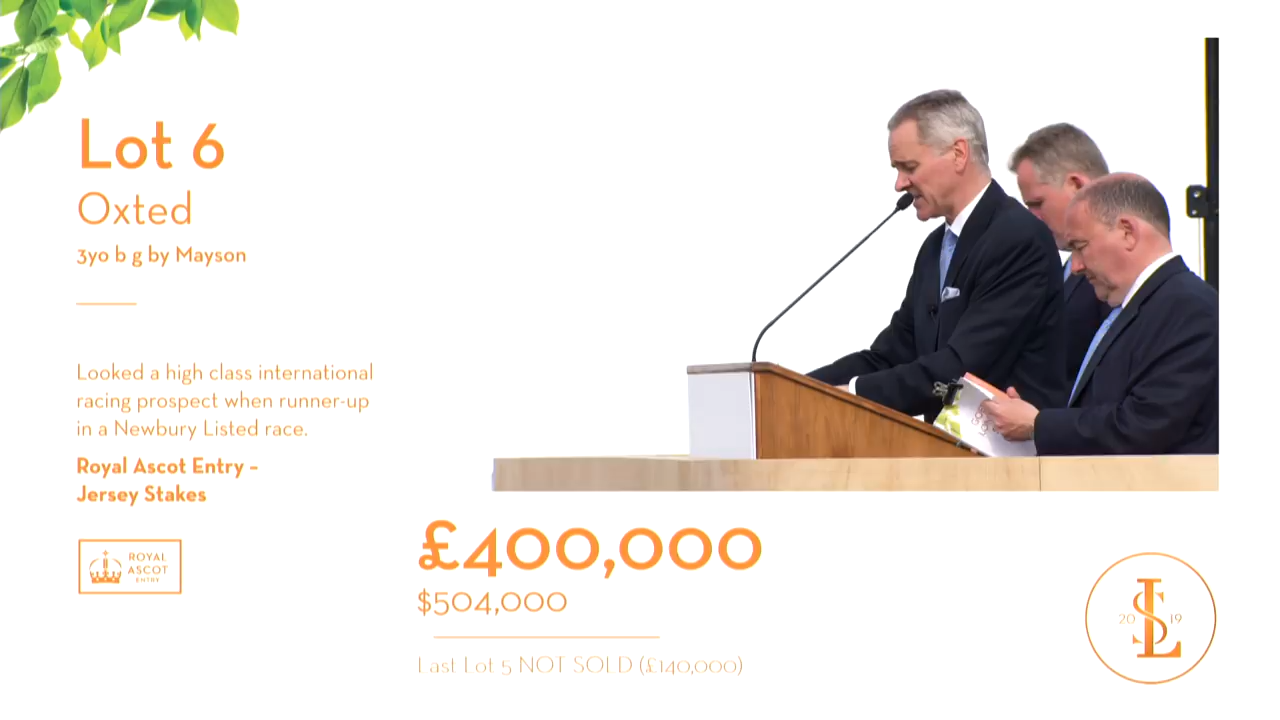 Lot 6
Oxted
3yo b g by Mayson
Looked a high class international
racing prospect when runner-up
in a Newbury Listed race.
Royal Ascot Entry –
Jersey Stakes
ROYAL
ASCOT
ENTRY
£400,000
$504,000
Last Lot 5 NOT SOLD (£140,000)
20 SL 19